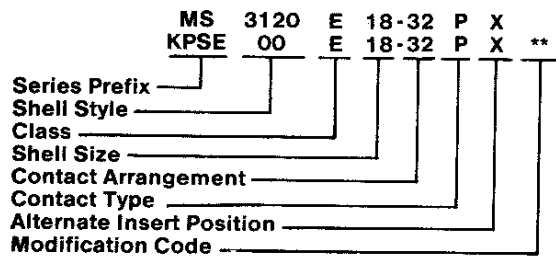 MS 3120 E 18-32 P X
KPSE 00 E 18-32 P X **
Series Prefix
Shell Style
Class
Shell Size
Contact Arrangement
Contact Type
Alternate Insert Position
Modification Code